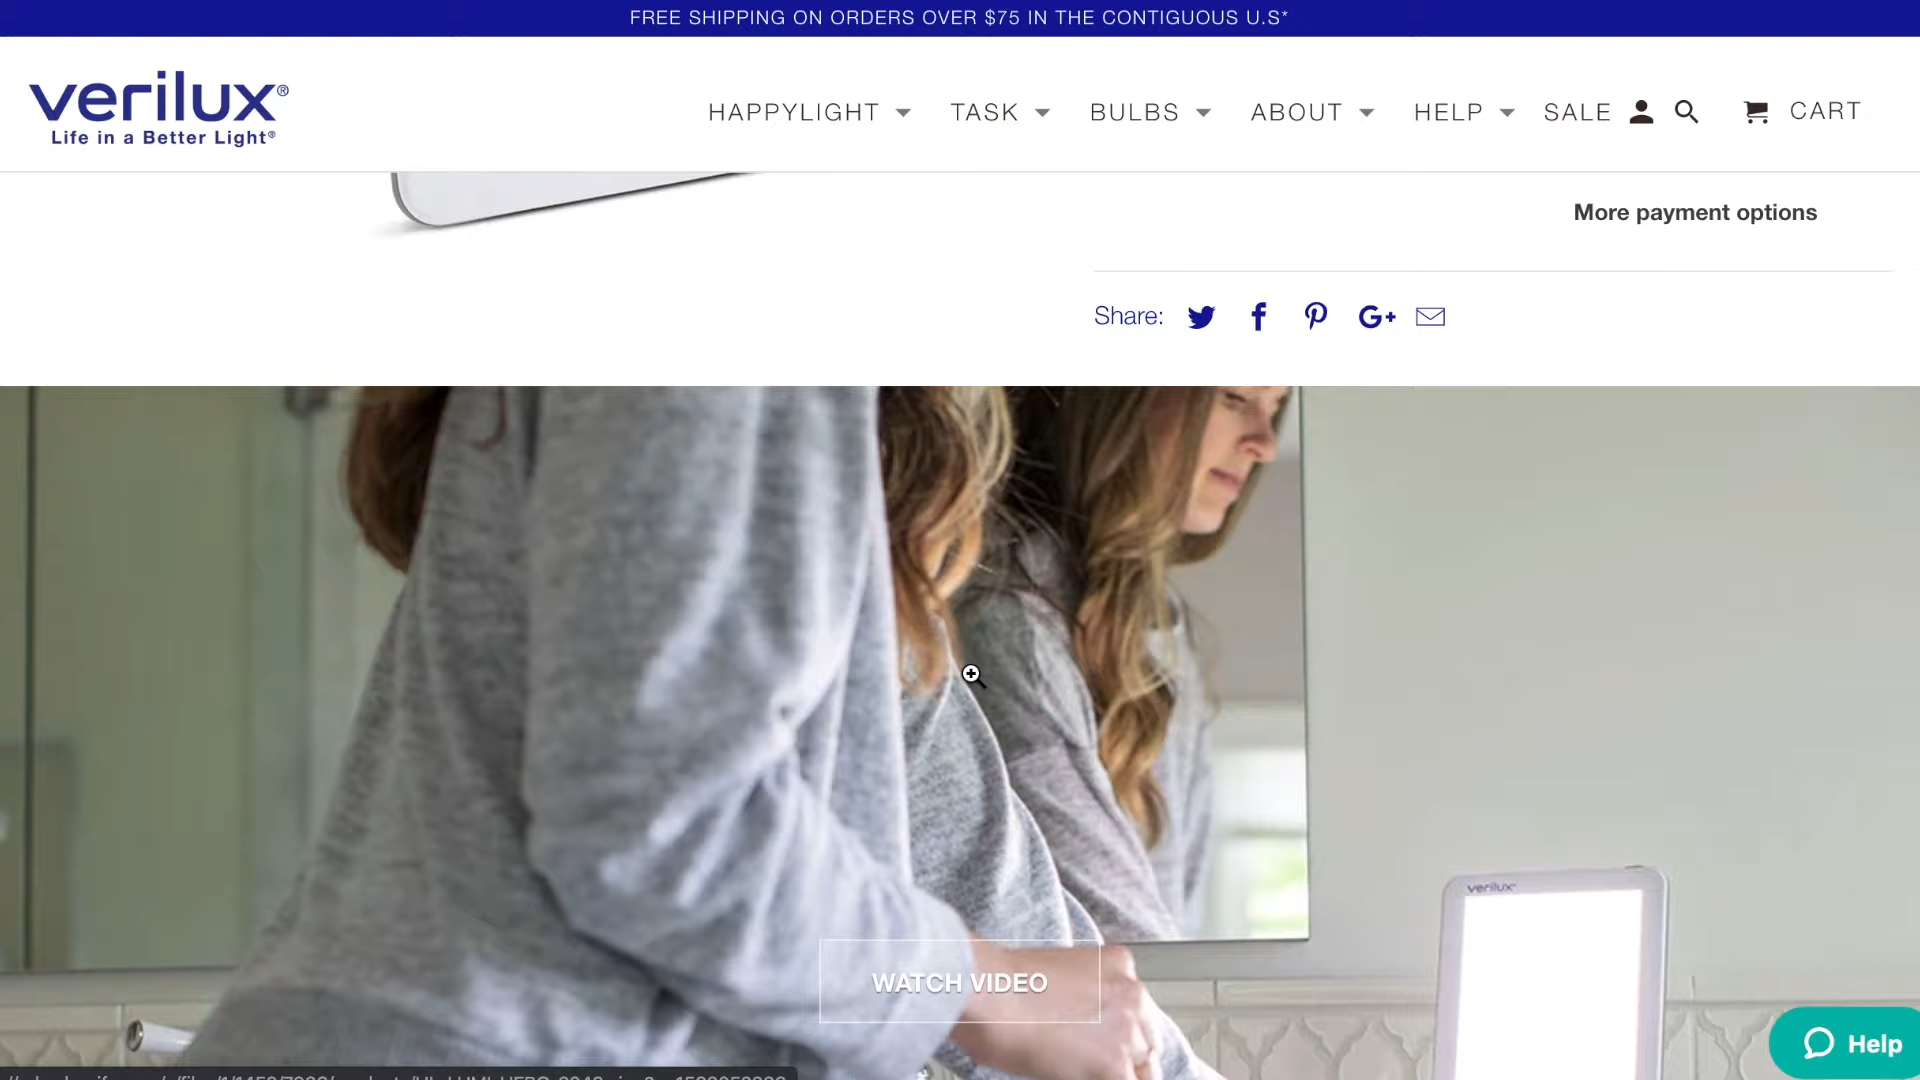 FREE SHIPPING ON ORDERS OVER $75 IN THE CONTIGUOUS U.S*
verilux®
Life in a Better Light®
HAPPYLIGHT TASK BULBS ABOUT HELP SALE CART
More payment options
Share:
verilux
WATCH VIDEO
Help